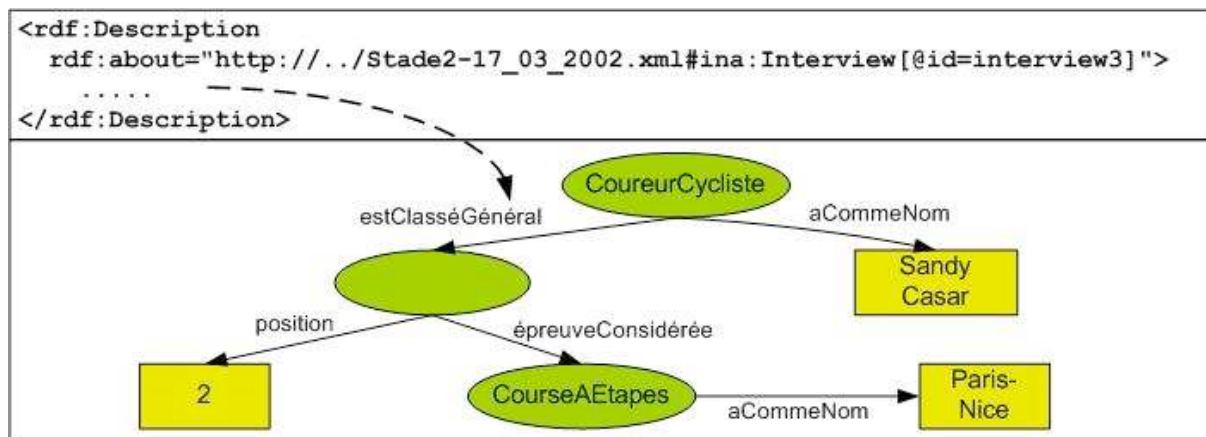 <rdf:Description
rdf:about="http://../Stade2-17_03_2002.xml#ina:Interview[@id=interview3]">
.....
</rdf:Description>
CoureurCycliste
estClasséGénéral
aCommeNom
Sandy
Casar
position
épreuveConsidérée
2
CourseAEtapes
aCommeNom
Paris-
Nice